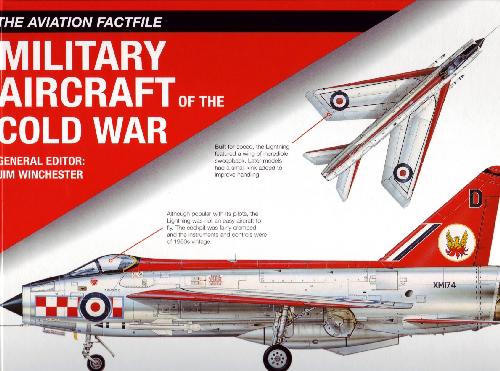 THE AVIATION FACTFILE
MILITARY
AIRCRAFT OF THE
COLD WAR
GENERAL EDITOR:
JIM WINCHESTER
Built for speed, the Lightning
featured a wing of incredible
sweepback. Later models
had a small kink added to
improve handling.
Although popular with its pilots, the
Lightning was not an easy aircraft to
fly. The cockpit was fairly cramped
and the instruments and controls were
of 1950s vintage.
D
XM174